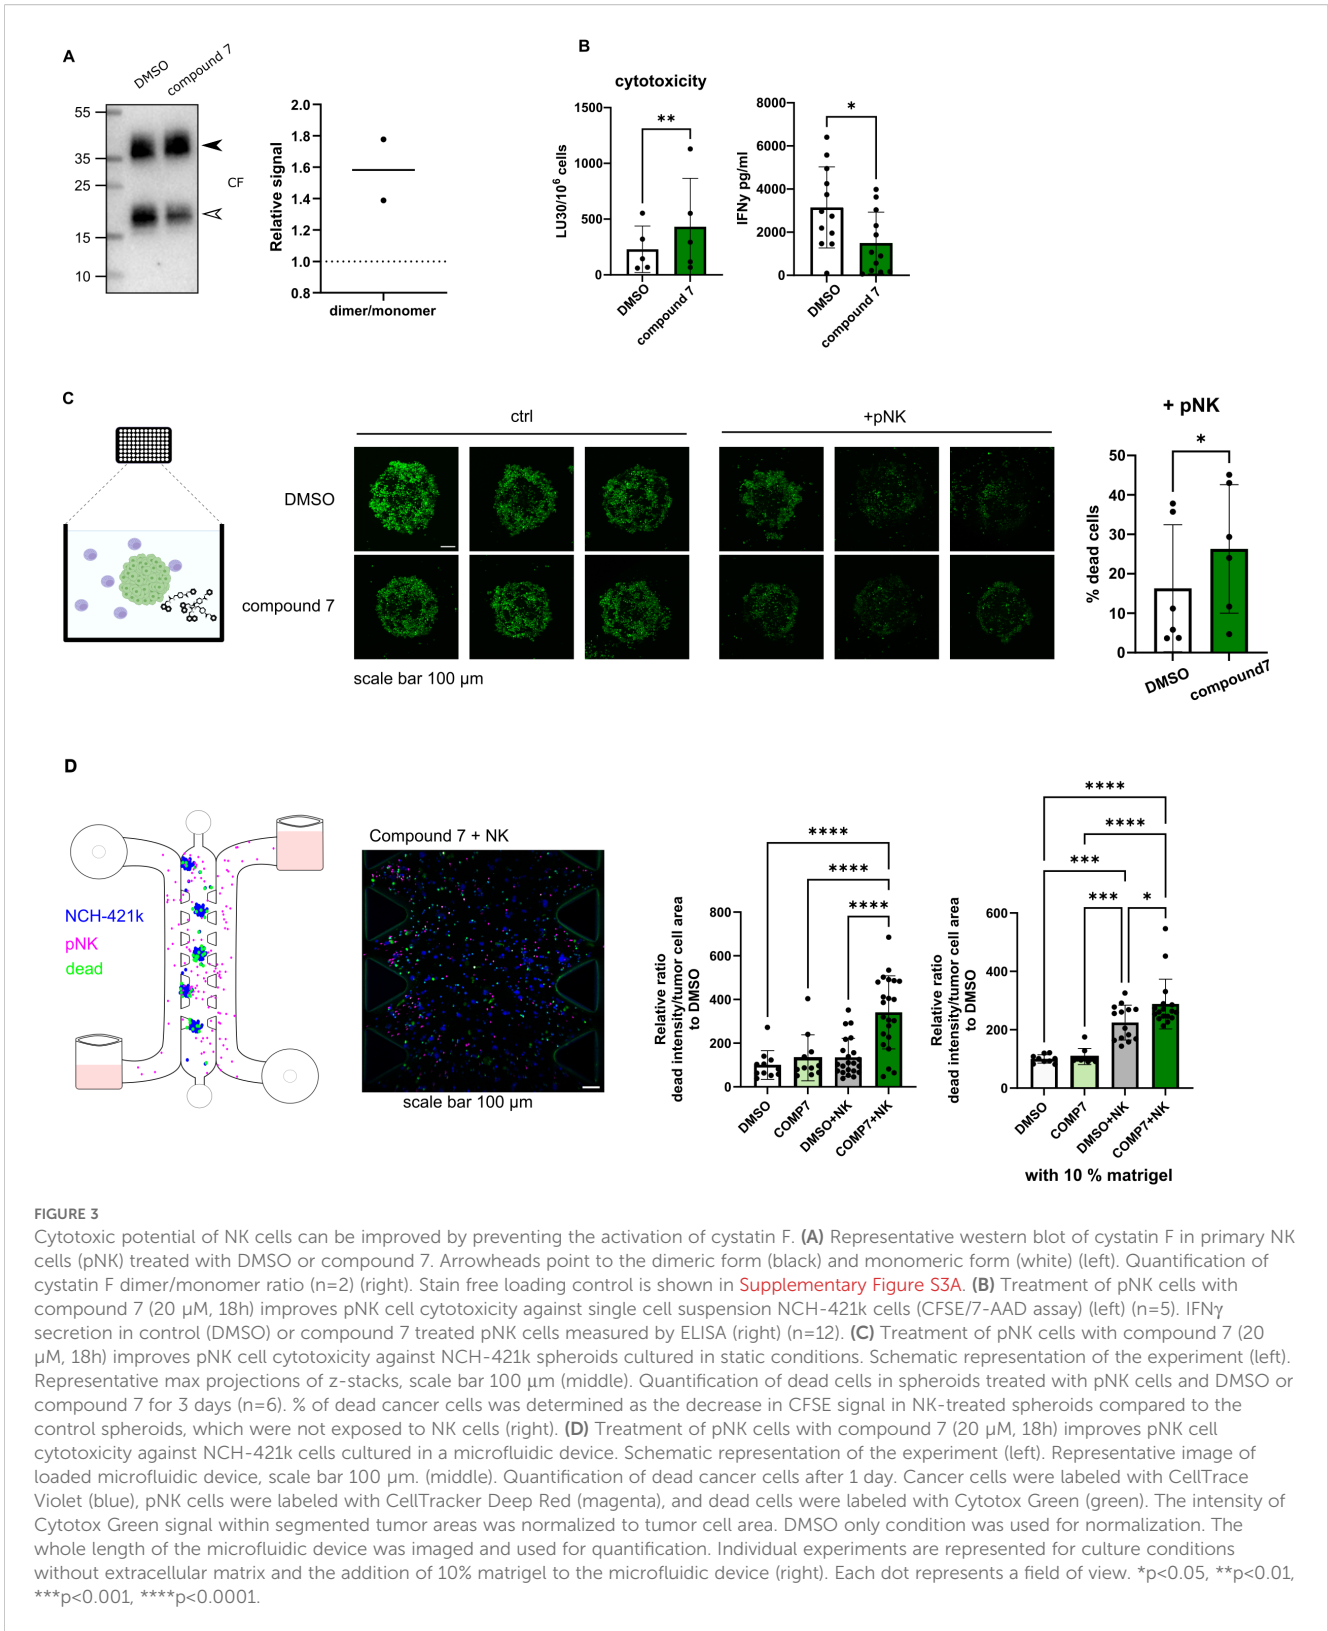 A
DMSO
compound 7
55
35
25
15
10
CF
Relative signal
2.0
1.8
1.6
1.4
1.2
1.0
0.8
dimer/monomer
B
cytotoxicity
LU30/10⁶ cells
1500
1000
500
0
**
DMSO
compound 7
IFNγ pg/ml
8000
6000
4000
2000
0
*
DMSO
compound 7
C
ctrl
+pNK
DMSO
compound 7
scale bar 100 µm
+ pNK
% dead cells
50
40
30
20
10
0
*
DMSO
compound7
D
NCH-421k
pNK
dead
Compound 7 + NK
scale bar 100 µm
Relative ratio
dead intensity/tumor cell area
to DMSO
800
600
400
200
0
****
****
****
DMSO
COMP7
DMSO+NK
COMP7+NK
Relative ratio
dead intensity/tumor cell area
to DMSO
600
400
200
0
****
****
***
***
*
DMSO
COMP7
DMSO+NK
COMP7+NK
with 10 % matrigel
FIGURE 3
Cytotoxic potential of NK cells can be improved by preventing the activation of cystatin F. (A) Representative western blot of cystatin F in primary NK
cells (pNK) treated with DMSO or compound 7. Arrowheads point to the dimeric form (black) and monomeric form (white) (left). Quantification of
cystatin F dimer/monomer ratio (n=2) (right). Stain free loading control is shown in Supplementary Figure S3A. (B) Treatment of pNK cells with
compound 7 (20 µM, 18h) improves pNK cell cytotoxicity against single cell suspension NCH-421k cells (CFSE/7-AAD assay) (left) (n=5). IFNγ
secretion in control (DMSO) or compound 7 treated pNK cells measured by ELISA (right) (n=12). (C) Treatment of pNK cells with compound 7 (20
µM, 18h) improves pNK cell cytotoxicity against NCH-421k spheroids cultured in static conditions. Schematic representation of the experiment (left).
Representative max projections of z-stacks, scale bar 100 µm (middle). Quantification of dead cells in spheroids treated with pNK cells and DMSO or
compound 7 for 3 days (n=6). % of dead cancer cells was determined as the decrease in CFSE signal in NK-treated spheroids compared to the
control spheroids, which were not exposed to NK cells (right). (D) Treatment of pNK cells with compound 7 (20 µM, 18h) improves pNK cell
cytotoxicity against NCH-421k cells cultured in a microfluidic device. Schematic representation of the experiment (left). Representative image of
loaded microfluidic device, scale bar 100 µm. (middle). Quantification of dead cancer cells after 1 day. Cancer cells were labeled with CellTrace
Violet (blue), pNK cells were labeled with CellTracker Deep Red (magenta), and dead cells were labeled with Cytotox Green (green). The intensity of
Cytotox Green signal within segmented tumor areas was normalized to tumor cell area. DMSO only condition was used for normalization. The
whole length of the microfluidic device was imaged and used for quantification. Individual experiments are represented for culture conditions
without extracellular matrix and the addition of 10% matrigel to the microfluidic device (right). Each dot represents a field of view. *p<0.05, **p<0.01,
***p<0.001, ****p<0.0001.